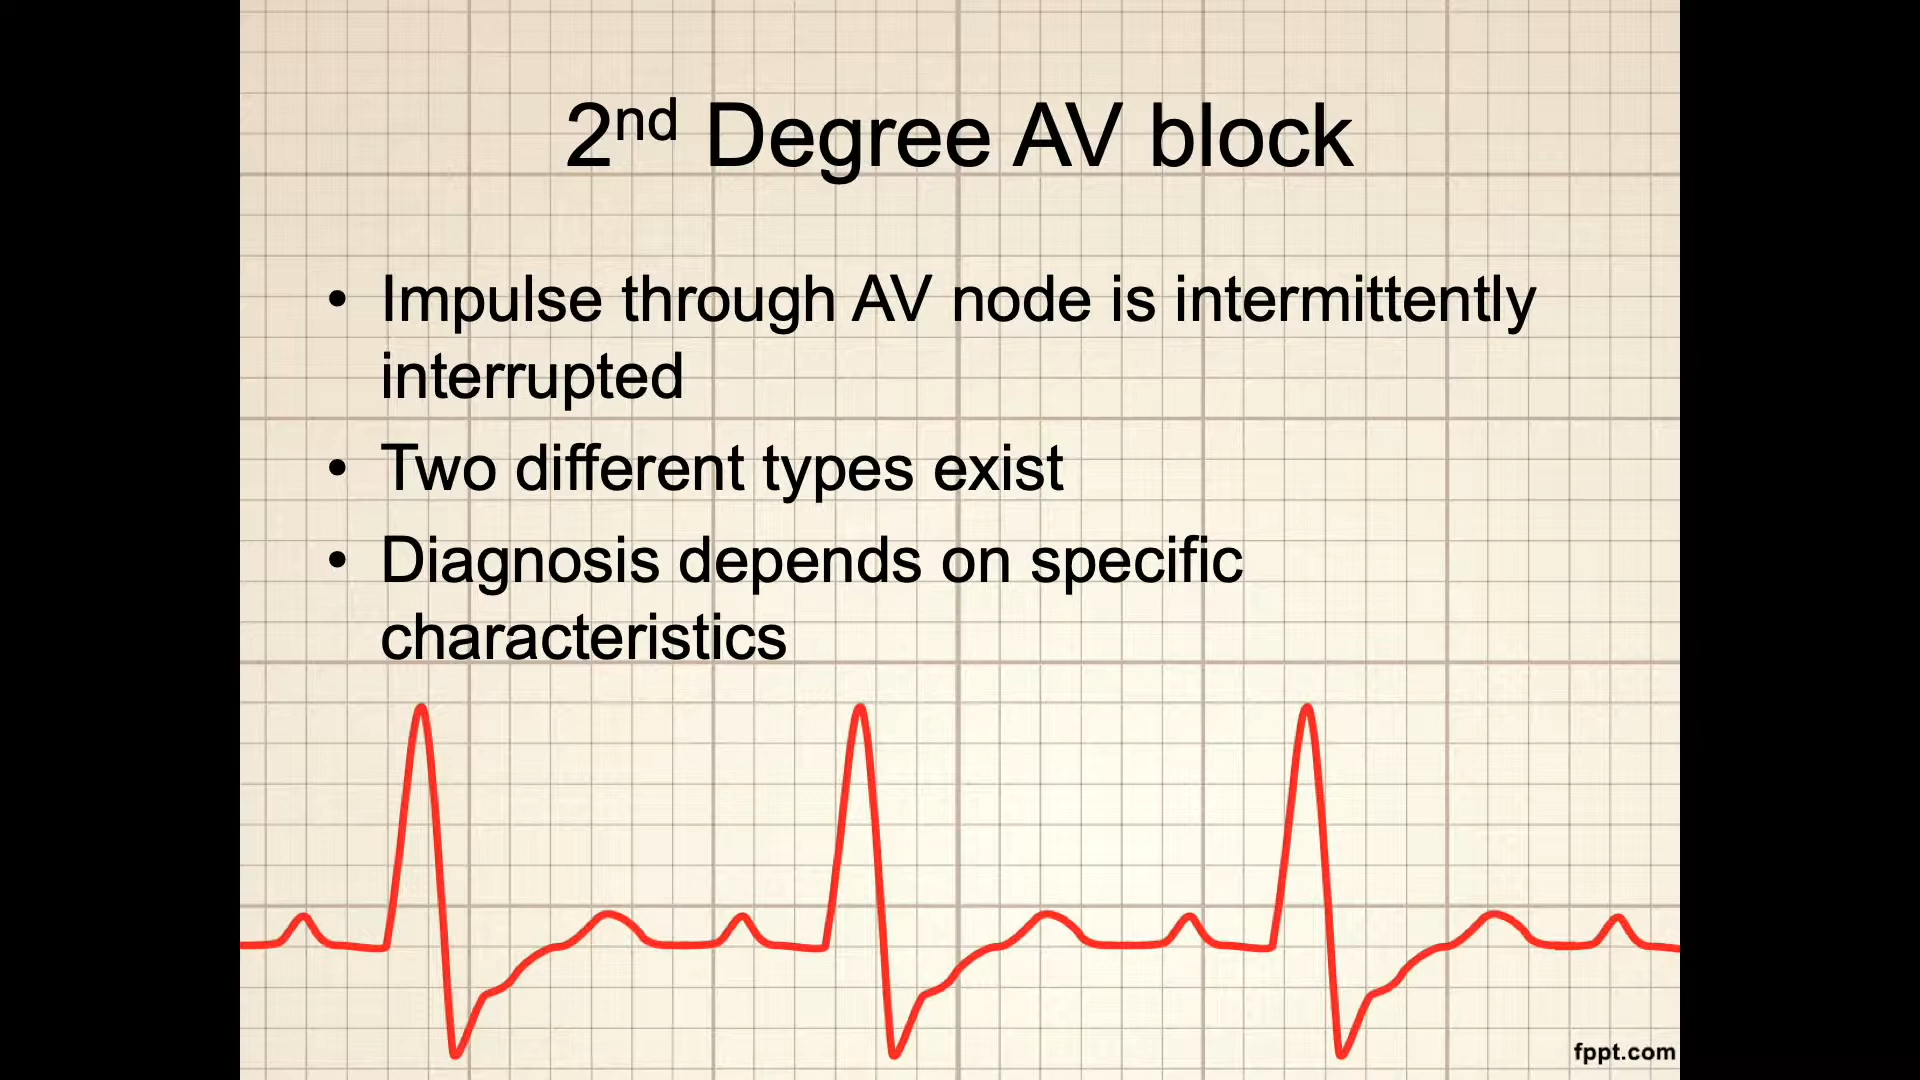 2nd Degree AV block
• Impulse through AV node is intermittently
interrupted
• Two different types exist
• Diagnosis depends on specific
characteristics
fppt.com